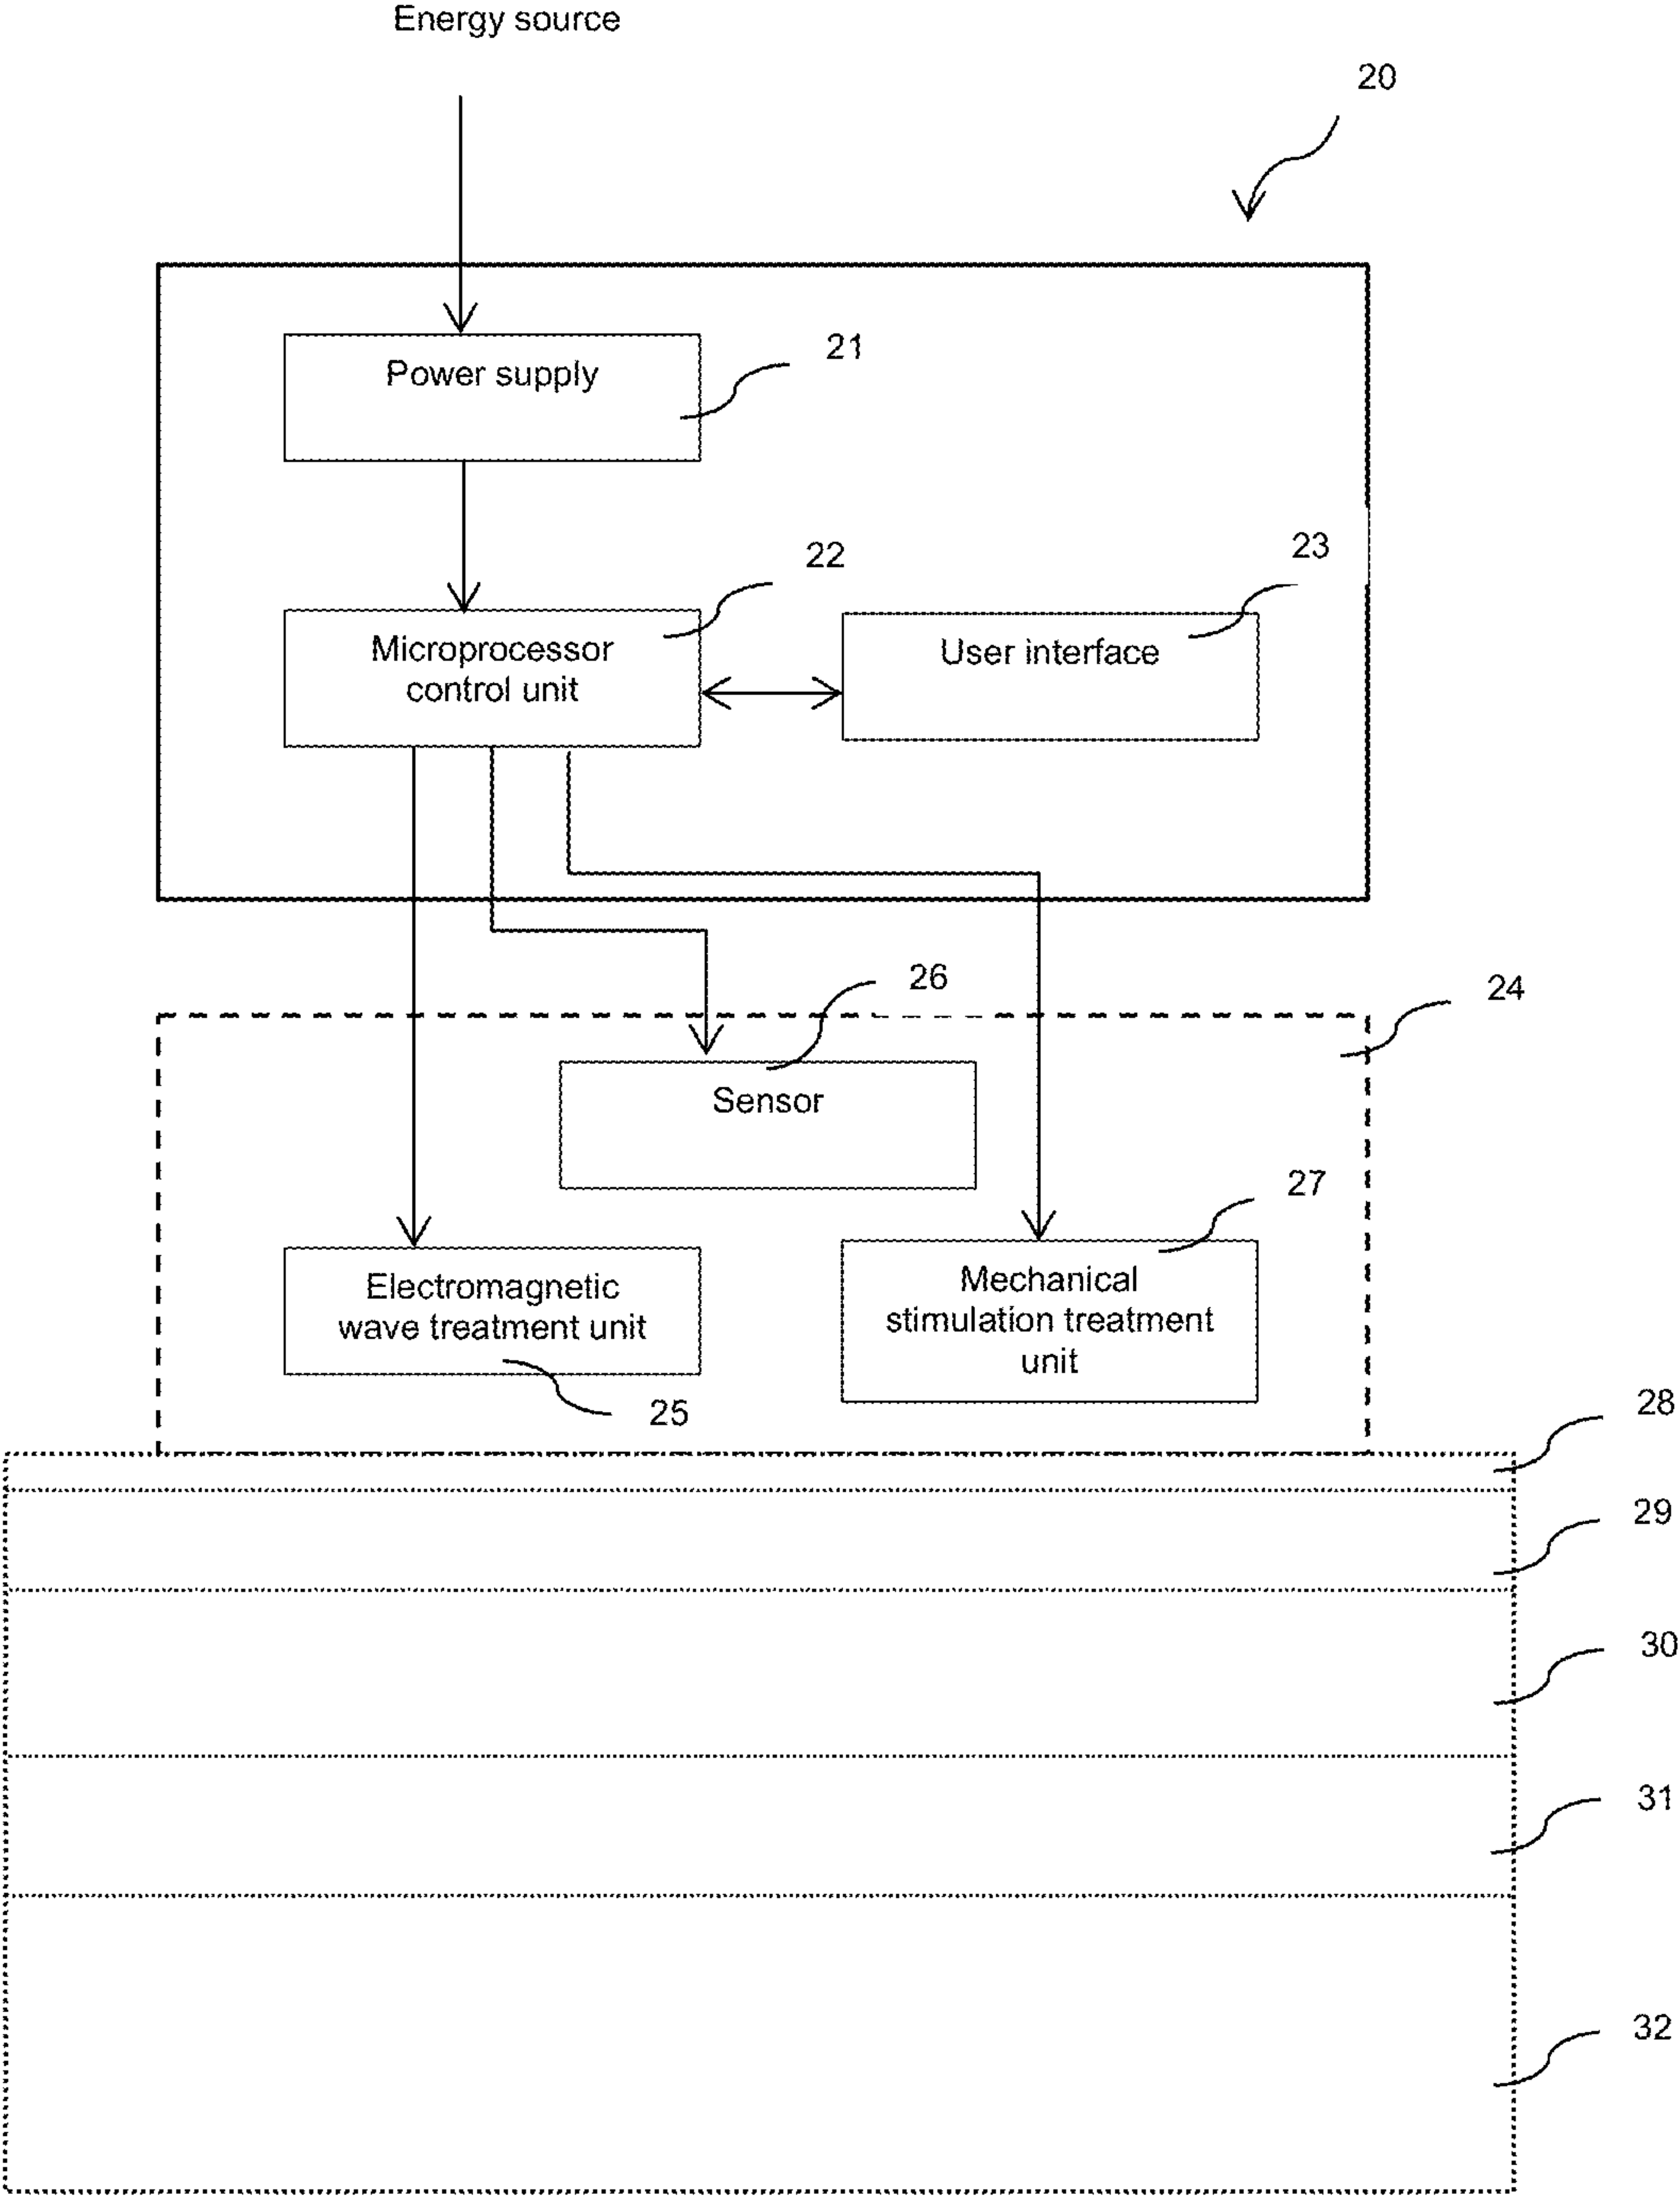 Energy source
20
Power supply
21
22
23
Microprocessor
control unit
User interface
26
24
Sensor
27
Electromagnetic
wave treatment unit
Mechanical
stimulation treatment
unit
25
28
29
30
31
32